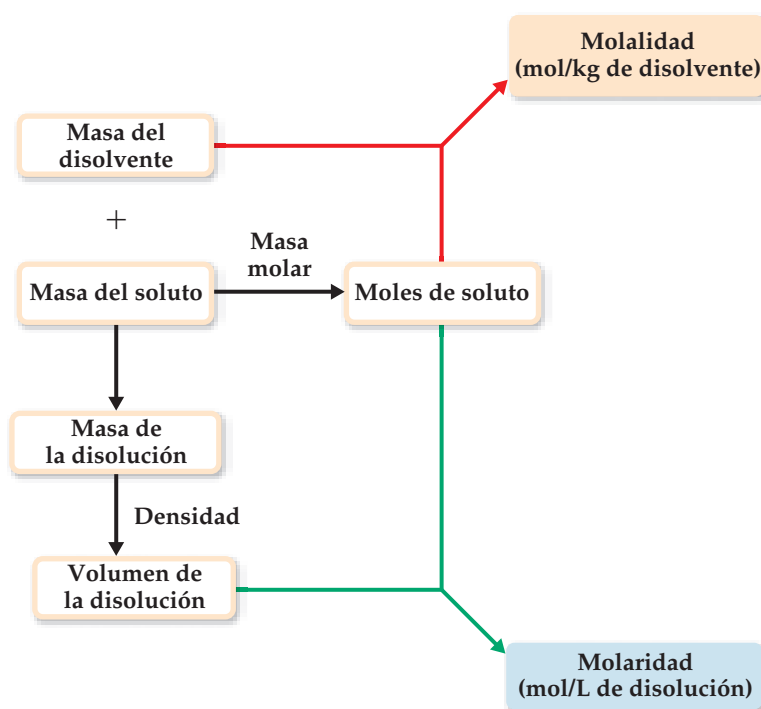 Molalidad
(mol/kg de disolvente)
Masa del
disolvente
+
Masa
molar
Masa del soluto
Moles de soluto
Masa de
la disolución
Densidad
Volumen de
la disolución
Molaridad
(mol/L de disolución)